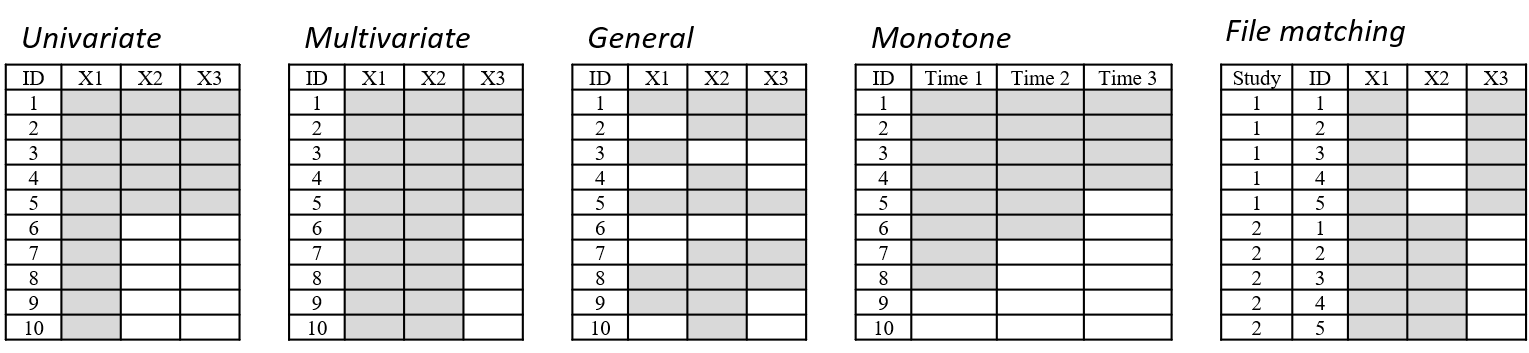 Univariate Multivariate General Monotone File matching
ID X1 X2 X3 ID X1 X2 X3 ID X1 X2 X3 ID Time 1 Time 2 Time 3 Study ID X1 X2 X3
1 1 1 1 1 1
2 2 2 2 1 2
3 3 3 3 1 3
4 4 4 4 1 4
5 5 5 5 1 5
6 6 6 6 2 1
7 7 7 7 2 2
8 8 8 8 2 3
9 9 9 9 2 4
10 10 10 10 2 5